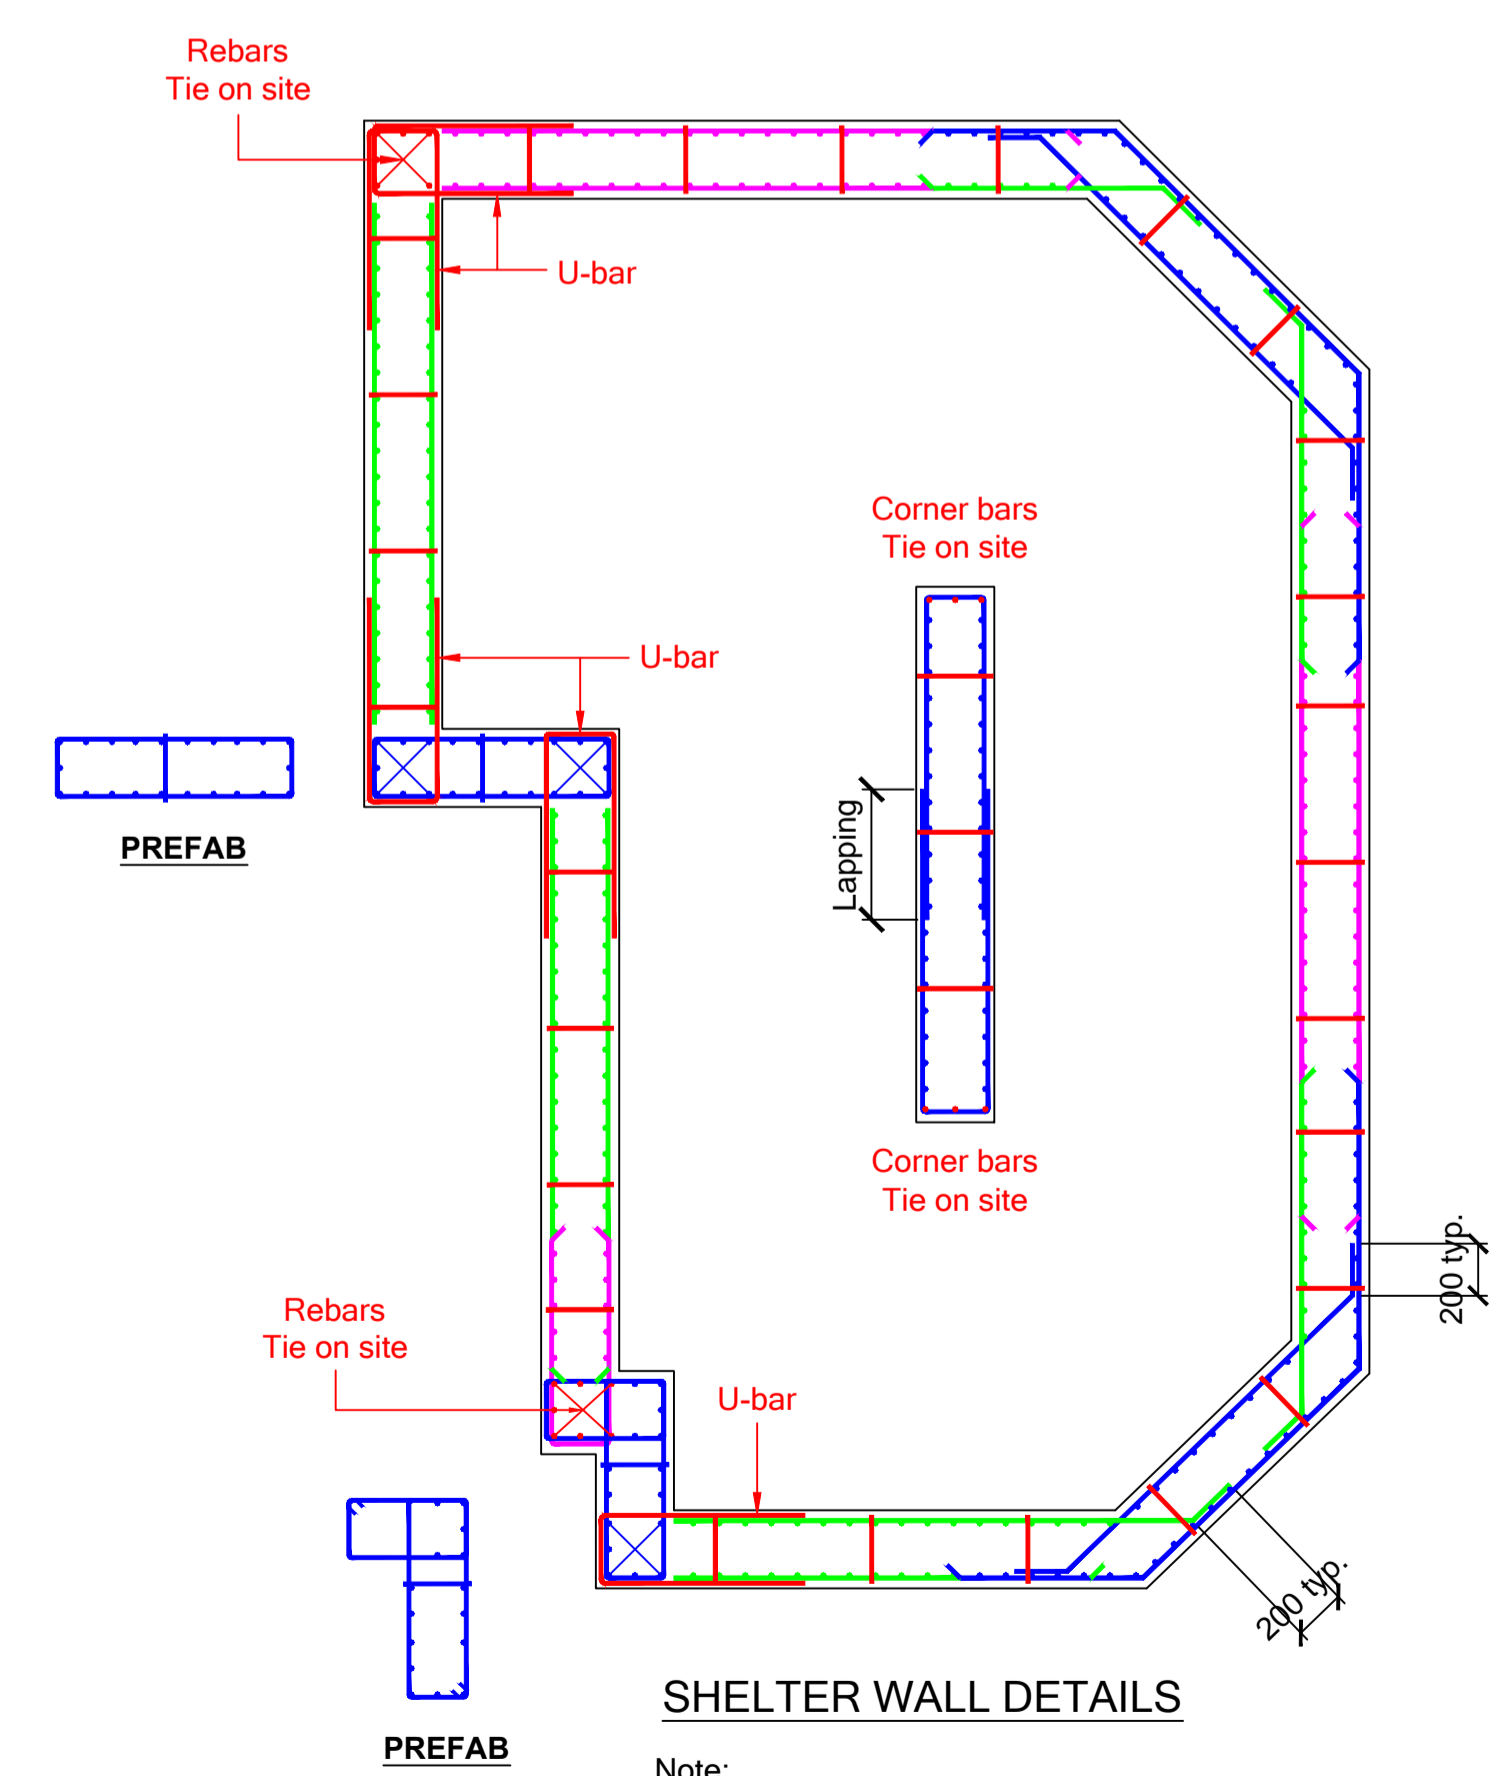 Rebars
Tie on site
U-bar
Corner bars
Tie on site
U-bar
Lapping
PREFAB
Corner bars
Tie on site
200 typ.
Rebars
Tie on site
U-bar
200 typ.
SHELTER WALL DETAILS
PREFAB
Note: